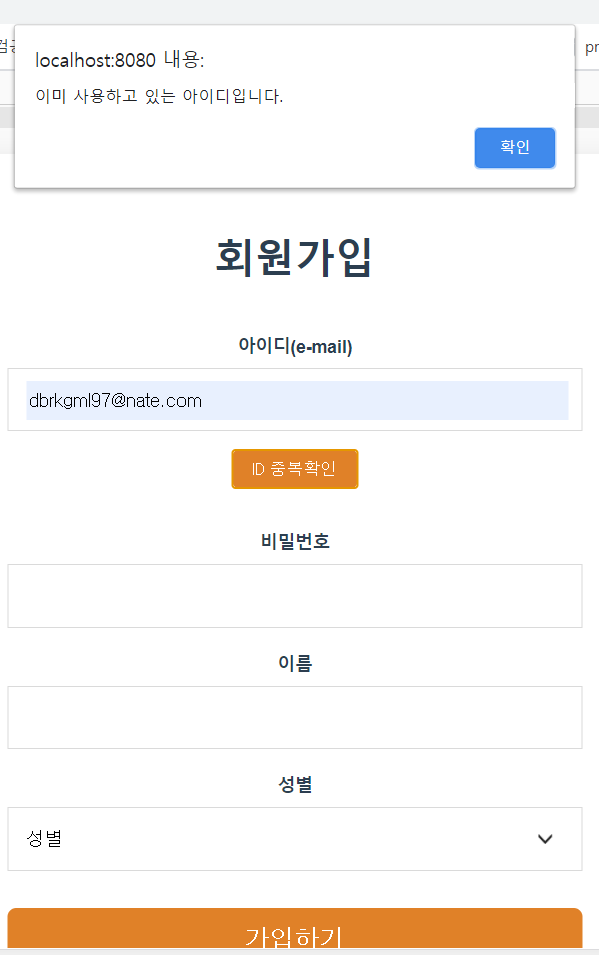 localhost:8080 내용:
이미 사용하고 있는 아이디입니다.
확인
pr
회원가입
아이디(e-mail)
dbrkgml97@nate.com
ID 중복확인
비밀번호
이름
성별
성별
가입하기